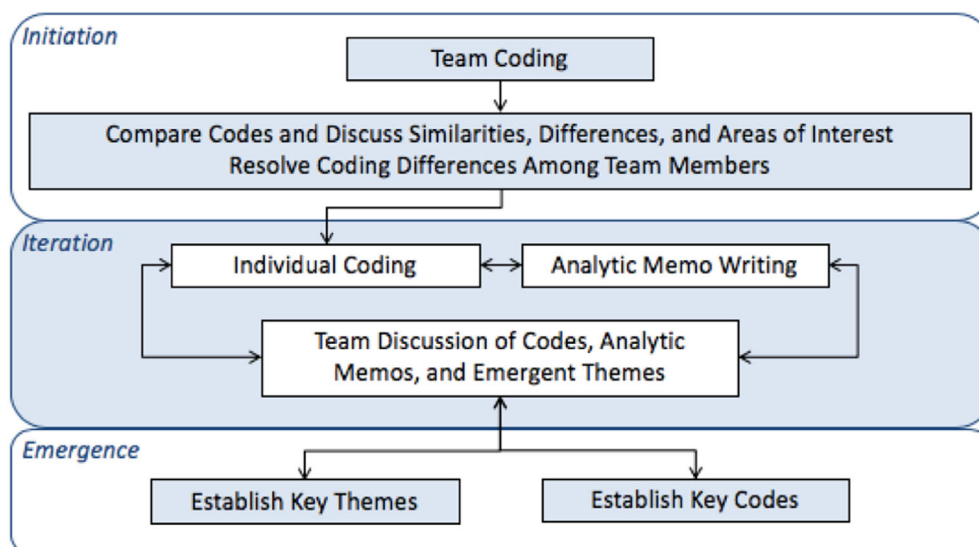 Initiation
Team Coding
Compare Codes and Discuss Similarities, Differences, and Areas of Interest
Resolve Coding Differences Among Team Members
Iteration
Individual Coding
Analytic Memo Writing
Team Discussion of Codes, Analytic
Memos, and Emergent Themes
Emergence
Establish Key Themes
Establish Key Codes